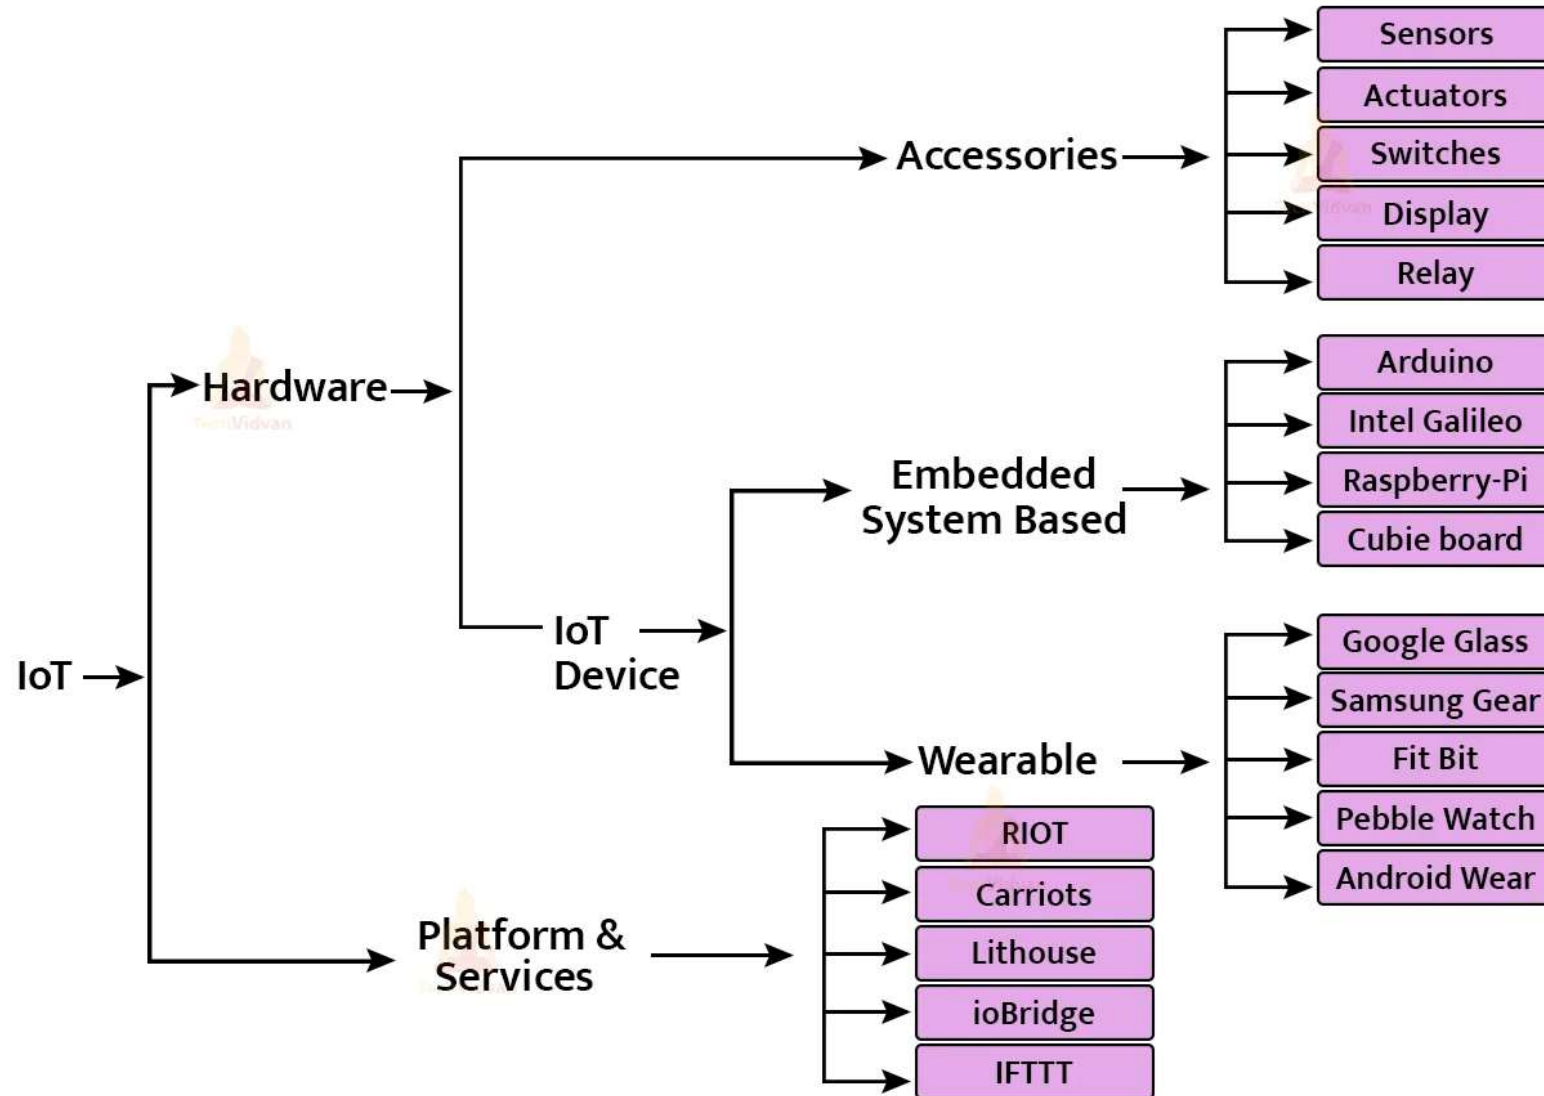 Sensors
Actuators
Accessories
Switches
Display
Relay
Hardware
TechVidvan
Arduino
Intel Galileo
Embedded
System Based
Raspberry-Pi
Cubie board
IoT
Device
IoT
Google Glass
Samsung Gear
Wearable
Fit Bit
Pebble Watch
Android Wear
RIOT
Carriots
Platform &
Services
Lithouse
ioBridge
IFTTT